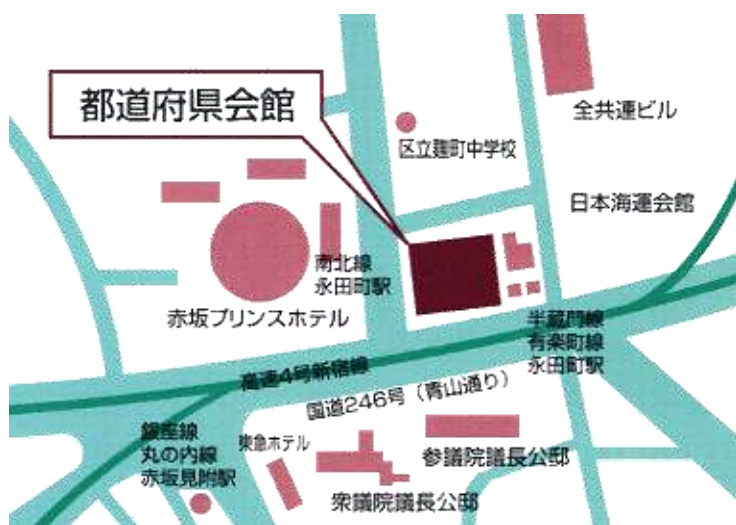 都道府県会館
全共連ビル
区立麹町中学校
日本海運会館
南北線
永田町駅
赤坂プリンスホテル
半蔵門線
有楽町線
永田町駅
高速4号新宿線
国道246号（青山通り）
銀座線
丸の内線
赤坂見附駅
東急ホテル
参議院議長公邸
衆議院議長公邸